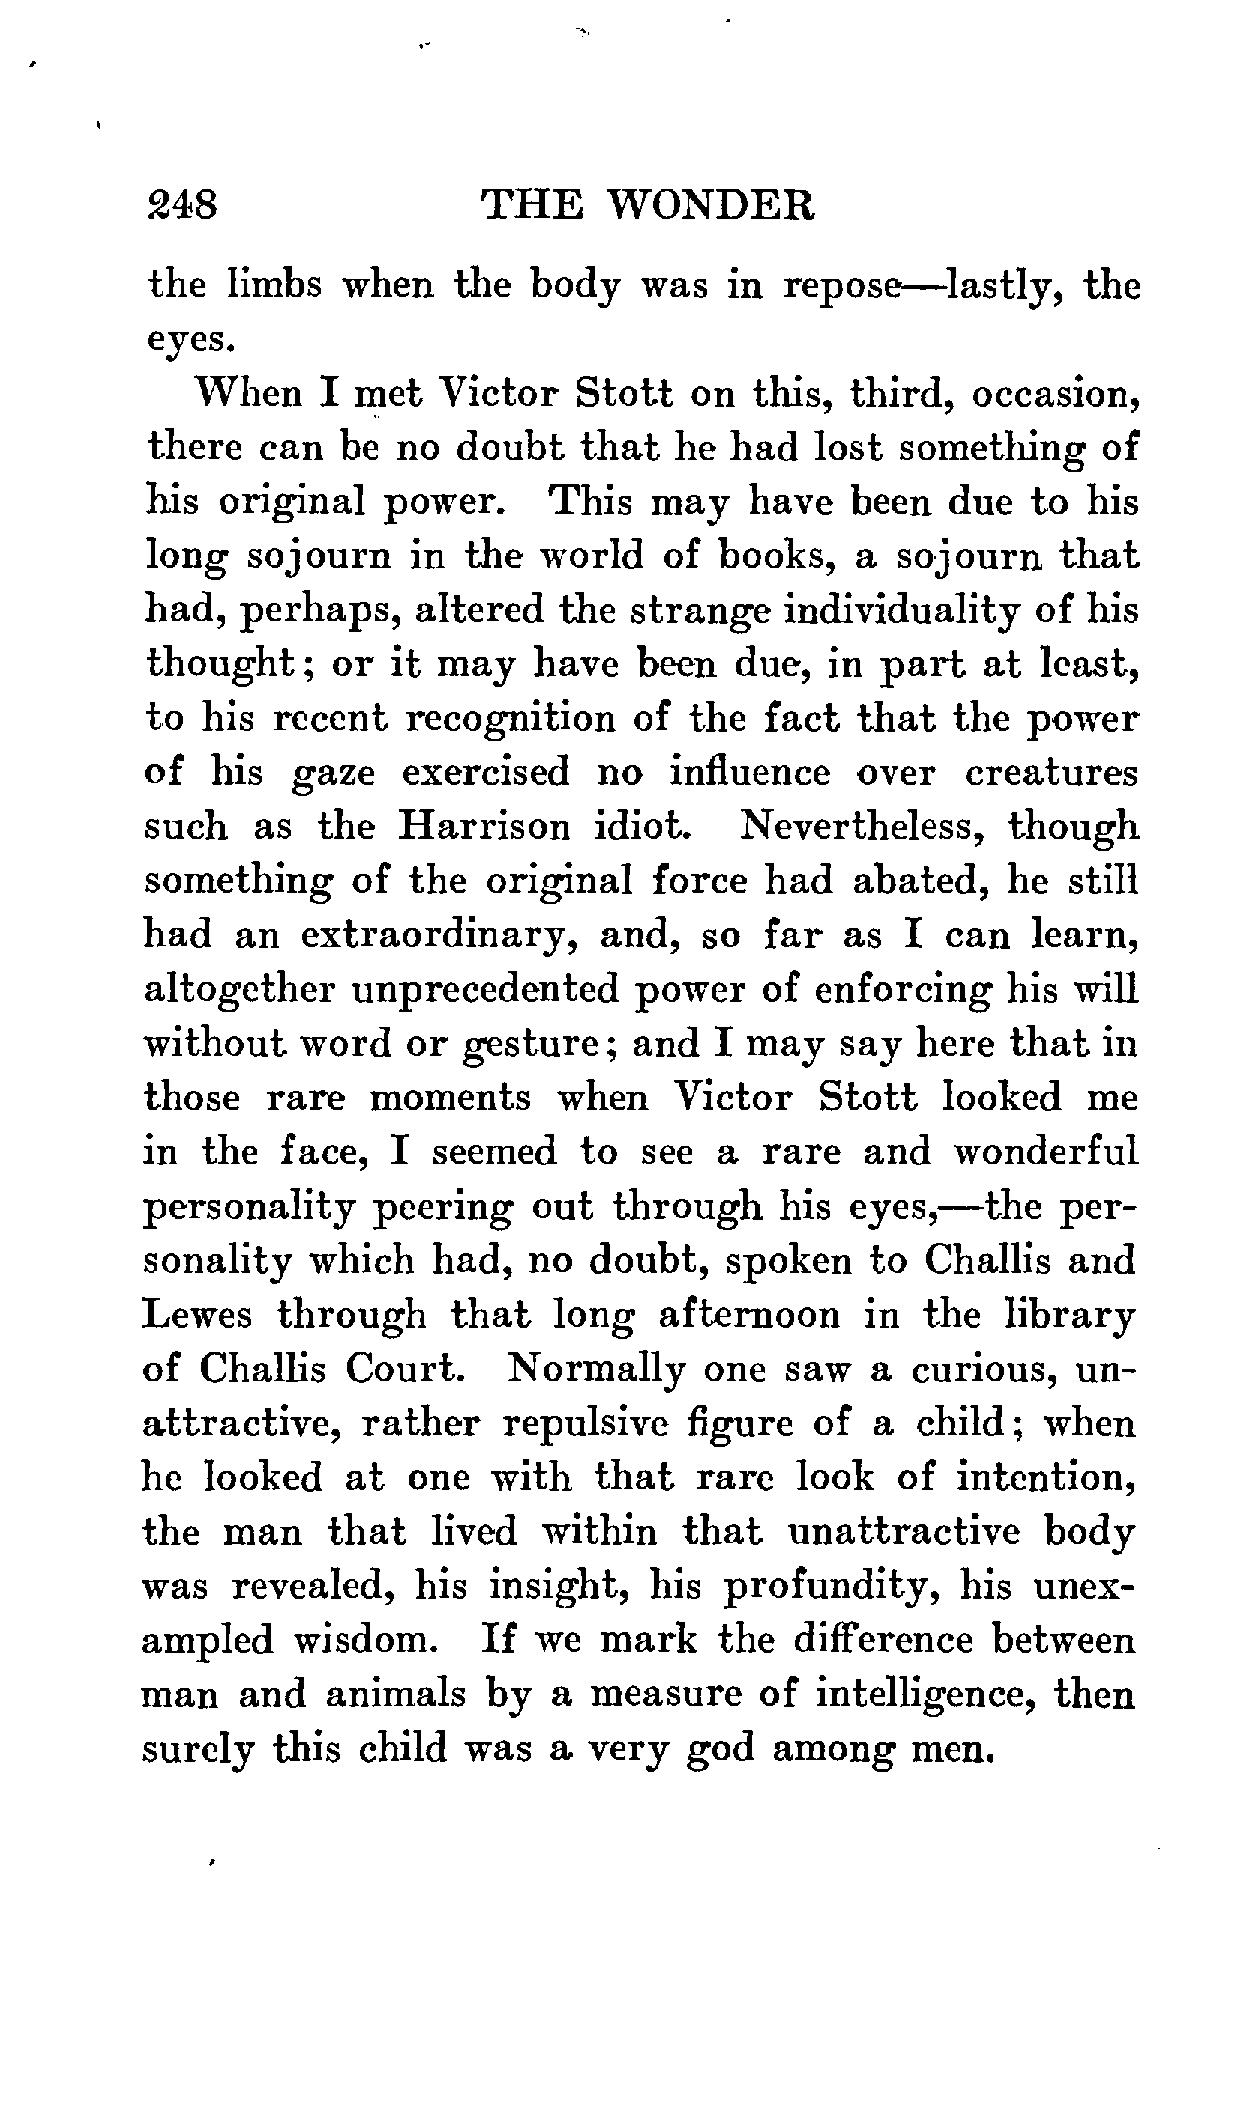 248 THE WONDER
the limbs when the body was in repose—lastly, the
eyes.
When I met Victor Stott on this, third, occasion,
there can be no doubt that he had lost something of
his original power. This may have been due to his
long sojourn in the world of books, a sojourn that
had, perhaps, altered the strange individuality of his
thought; or it may have been due, in part at least,
to his recent recognition of the fact that the power
of his gaze exercised no influence over creatures
such as the Harrison idiot. Nevertheless, though
something of the original force had abated, he still
had an extraordinary, and, so far as I can learn,
altogether unprecedented power of enforcing his will
without word or gesture; and I may say here that in
those rare moments when Victor Stott looked me
in the face, I seemed to see a rare and wonderful
personality peering out through his eyes,—the per-
sonality which had, no doubt, spoken to Challis and
Lewes through that long afternoon in the library
of Challis Court. Normally one saw a curious, un-
attractive, rather repulsive figure of a child; when
he looked at one with that rare look of intention,
the man that lived within that unattractive body
was revealed, his insight, his profundity, his unex-
ampled wisdom. If we mark the difference between
man and animals by a measure of intelligence, then
surely this child was a very god among men.